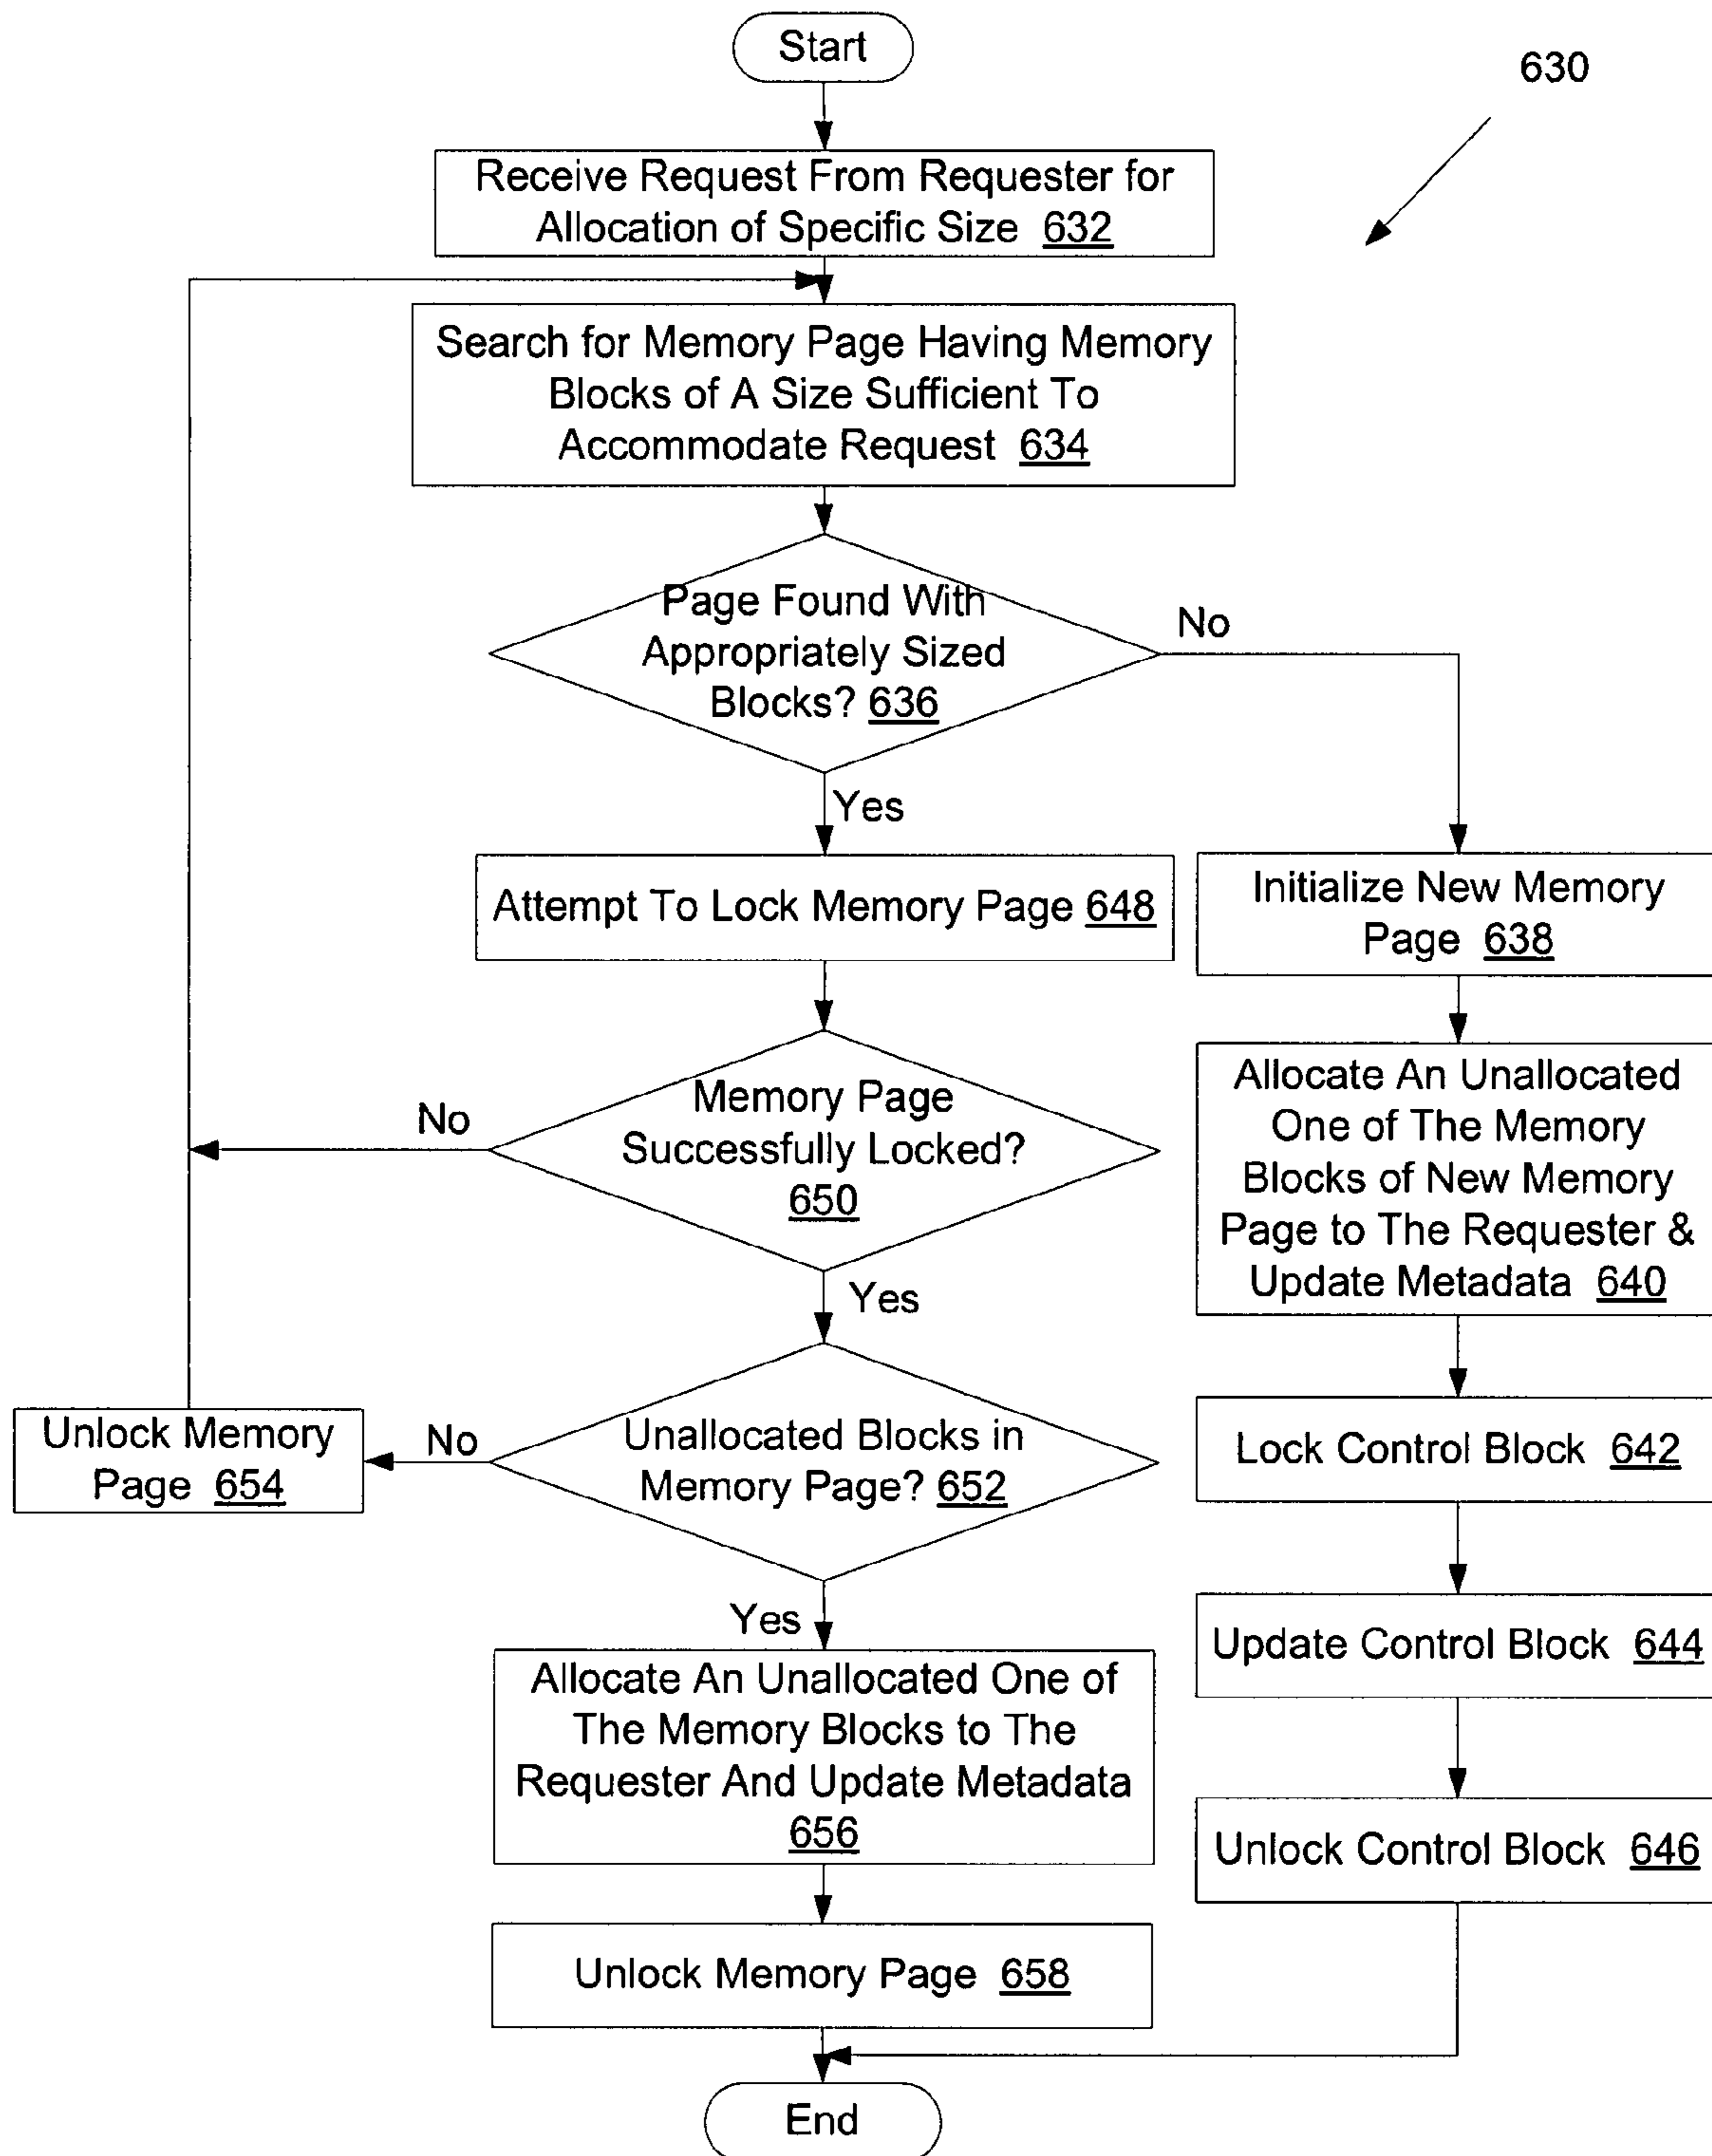 Start
630
Receive Request From Requester for
Allocation of Specific Size 632
Search for Memory Page Having Memory
Blocks of A Size Sufficient To
Accommodate Request 634
Page Found With
Appropriately Sized
Blocks? 636
No
Yes
Attempt To Lock Memory Page 648
Initialize New Memory
Page 638
Memory Page
Successfully Locked?
650
No
Yes
Allocate An Unallocated
One of The Memory
Blocks of New Memory
Page to The Requester &
Update Metadata 640
Unallocated Blocks in
Memory Page? 652
No
Unlock Memory
Page 654
Yes
Lock Control Block 642
Update Control Block 644
Allocate An Unallocated One of
The Memory Blocks to The
Requester And Update Metadata
656
Unlock Control Block 646
Unlock Memory Page 658
End